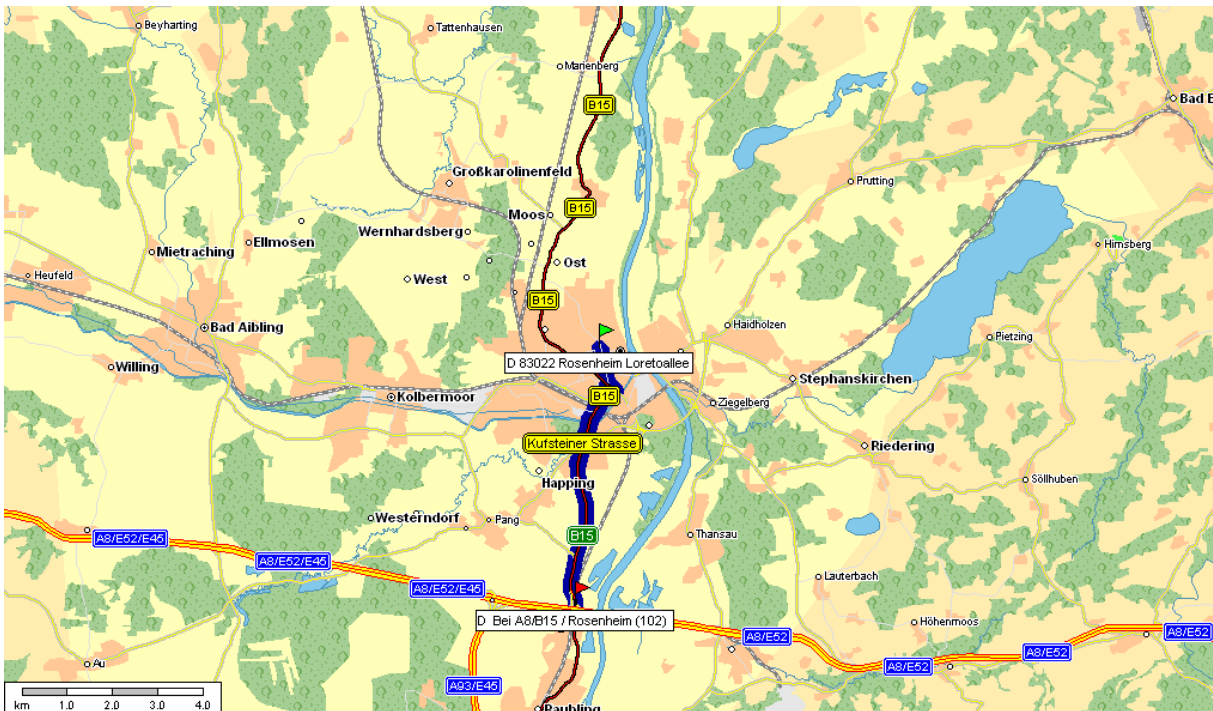 Beyharting
Tattenhausen
Marienberg
B15
Bad E
Großkarolinenfeld
Prutting
Moos
B15
Wernhardsberg
Ellmosen
Mietraching
Hirnsberg
Heufeld
West
Ost
B15
Bad Aibling
Haidholzen
Pietzing
D 83022 Rosenheim Loretoallee
Willing
Stephanskirchen
Kolbermoor
B15
Ziegelberg
Kufsteiner Strasse
Riedering
Happing
Söllhuben
Westerndorf
Pang
A8/E52/E45
B15
Thansau
A8/E52/E45
Lauterbach
A8/E52/E45
D Bei A8/B15 / Rosenheim (102)
Höhenmoos
A8/E52
A8/E52
A8/E52
A8/E52
Au
A93/E45
Raubling
km 1.0 2.0 3.0 4.0